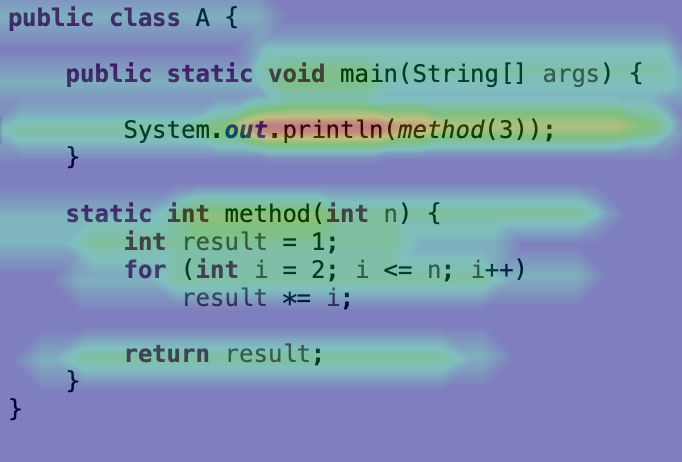 public class A {
public static void main(String[] args) {
System.out.println(method(3));
}
static int method(int n) {
int result = 1;
for (int i = 2; i <= n; i++)
result *= i;
return result;
}
}